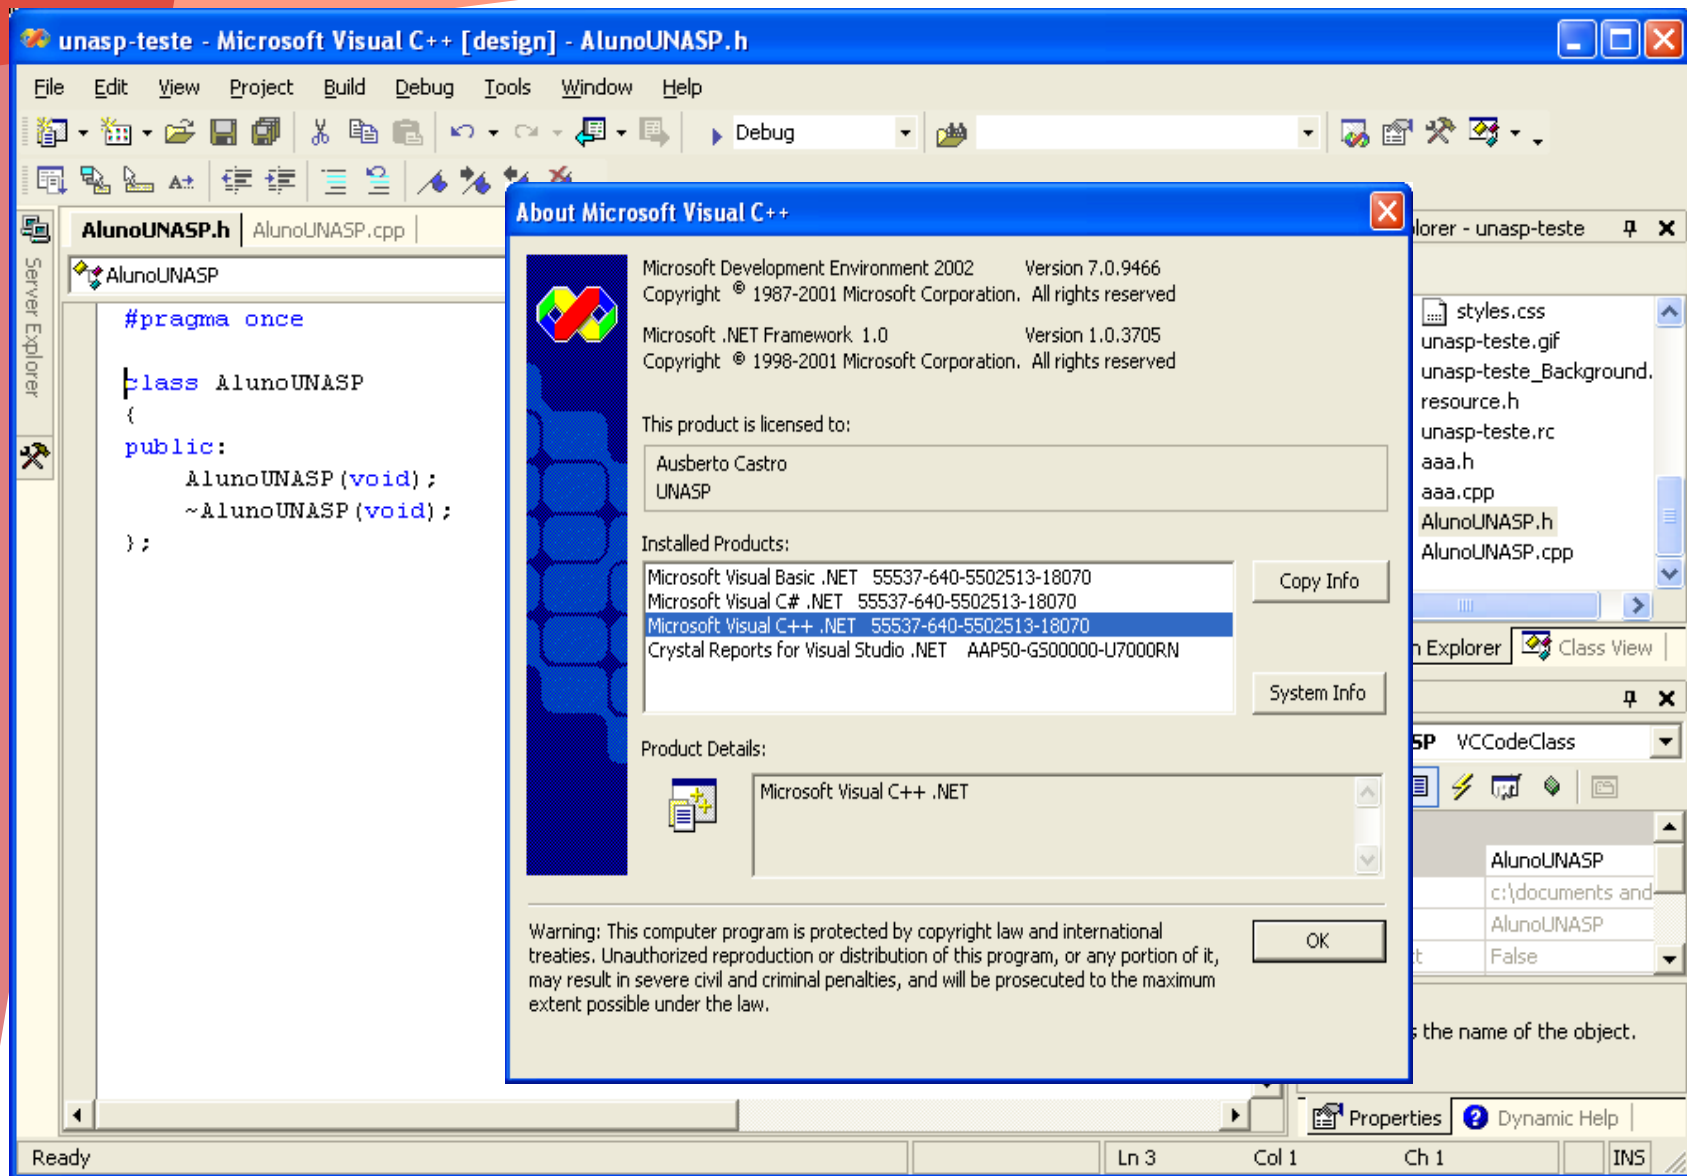 unasp-teste - Microsoft Visual C++ [design] - AlunoUNASP.h
File Edit View Project Build Debug Tools Window Help
Debug
Server Explorer
AlunoUNASP.h AlunoUNASP.cpp
AlunoUNASP
#pragma once
class AlunoUNASP
{
public:
AlunoUNASP(void);
~AlunoUNASP(void);
};
About Microsoft Visual C++
Microsoft Development Environment 2002 Version 7.0.9466
Copyright © 1987-2001 Microsoft Corporation. All rights reserved
Microsoft .NET Framework 1.0 Version 1.0.3705
Copyright © 1998-2001 Microsoft Corporation. All rights reserved
This product is licensed to:
Ausberto Castro
UNASP
Installed Products:
Microsoft Visual Basic .NET 55537-640-5502513-18070
Microsoft Visual C# .NET 55537-640-5502513-18070
Microsoft Visual C++ .NET 55537-640-5502513-18070
Crystal Reports for Visual Studio .NET AAP50-GS00000-U7000RN
Copy Info
System Info
Product Details:
Microsoft Visual C++ .NET
Warning: This computer program is protected by copyright law and international
treaties. Unauthorized reproduction or distribution of this program, or any portion of it,
may result in severe civil and criminal penalties, and will be prosecuted to the maximum
extent possible under the law.
OK
lorer - unasp-teste
styles.css
unasp-teste.gif
unasp-teste_Background.
resource.h
unasp-teste.rc
aaa.h
aaa.cpp
AlunoUNASP.h
AlunoUNASP.cpp
n Explorer Class View
SP VCCodeClass
AlunoUNASP
c:\documents and
AlunoUNASP
t False
s the name of the object.
Properties Dynamic Help
Ready Ln 3 Col 1 Ch 1 INS